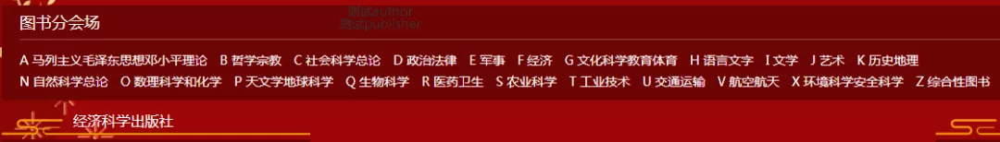 测试author
图书分会场
测试publisher
A 马列主义毛泽东思想邓小平理论 B 哲学宗教 C 社会科学总论 D 政治法律 E 军事 F 经济 G 文化科学教育体育 H 语言文字 I 文学 J 艺术 K 历史地理
N 自然科学总论 O 数理科学和化学 P 天文学地球科学 Q 生物科学 R 医药卫生 S 农业科学 T 工业技术 U 交通运输 V 航空航天 X 环境科学安全科学 Z 综合性图书
经济科学出版社